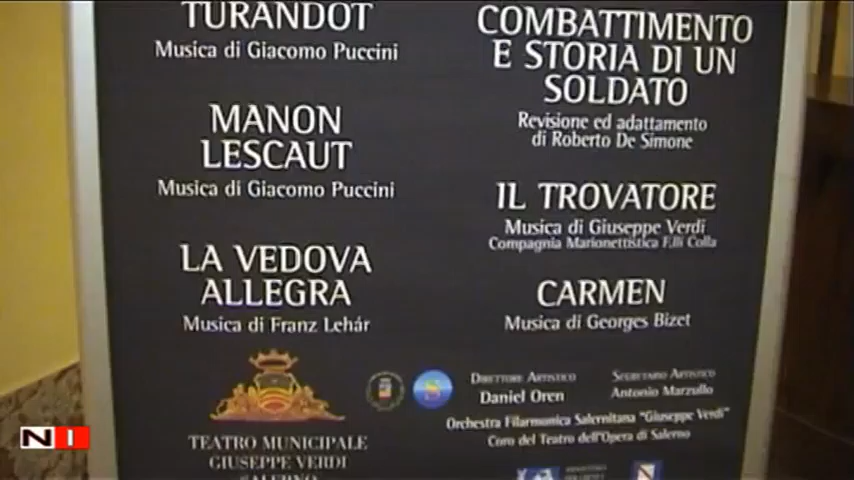 TURANDOT
Musica di Giacomo Puccini
MANON
LESCAUT
Musica di Giacomo Puccini
LA VEDOVA
ALLEGRA
Musica di Franz Lehár
COMBATTIMENTO
E STORIA DI UN
SOLDATO
Revisione ed adattamento
di Roberto De Simone
IL TROVATORE
Musica di Giuseppe Verdi
Compagnia Marionettistica F.lli Colla
CARMEN
Musica di Georges Bizet
Direttore Artistico
Daniel Oren
Segretario Artistico
Antonio Marzullo
Orchestra Filarmonica Salernitana "Giuseppe Verdi"
Coro del Teatro dell'Opera di Salerno
TEATRO MUNICIPALE
GIUSEPPE VERDI
SALERNO
N1